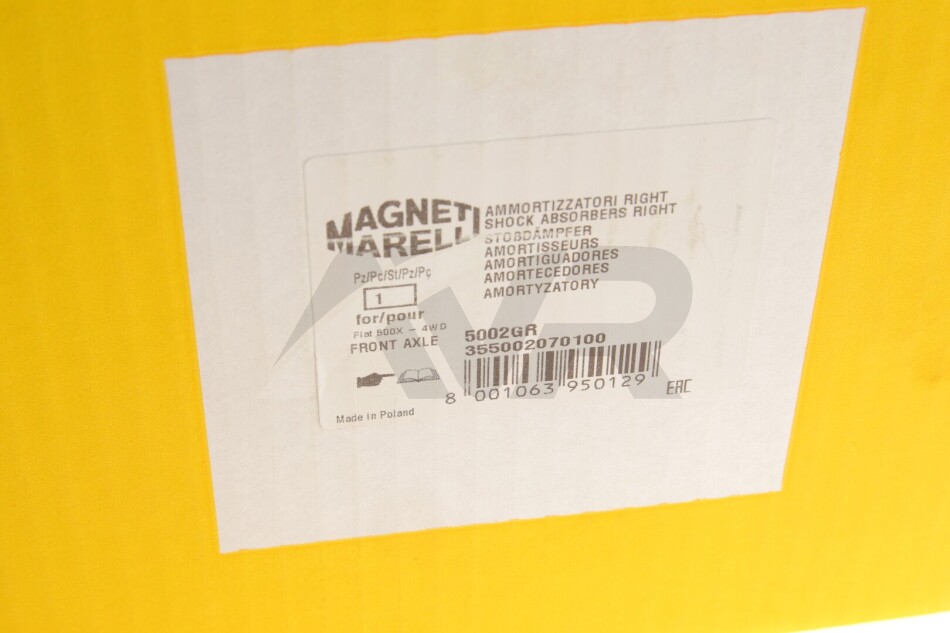 MAGNETI
MARELLI
AMMORTIZZATORI RIGHT
SHOCK ABSORBERS RIGHT
STOßDÄMPFER
AMORTISSEURS
AMORTIGUADORES
AMORTECEDORES
AMORTYZATORY
Pz/Pc/St/Pz/Pç
1
for/pour
Fiat 500X - 4WD
FRONT AXLE
5002GR
355002070100
8 001063 950129
EAC
Made in Poland